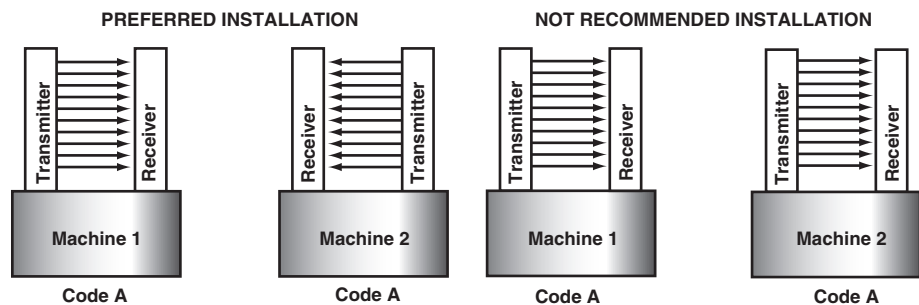 PREFERRED INSTALLATION
NOT RECOMMENDED INSTALLATION
Transmitter
Receiver
Receiver
Transmitter
Transmitter
Receiver
Transmitter
Receiver
Machine 1
Machine 2
Machine 1
Machine 2
Code A
Code A
Code A
Code A